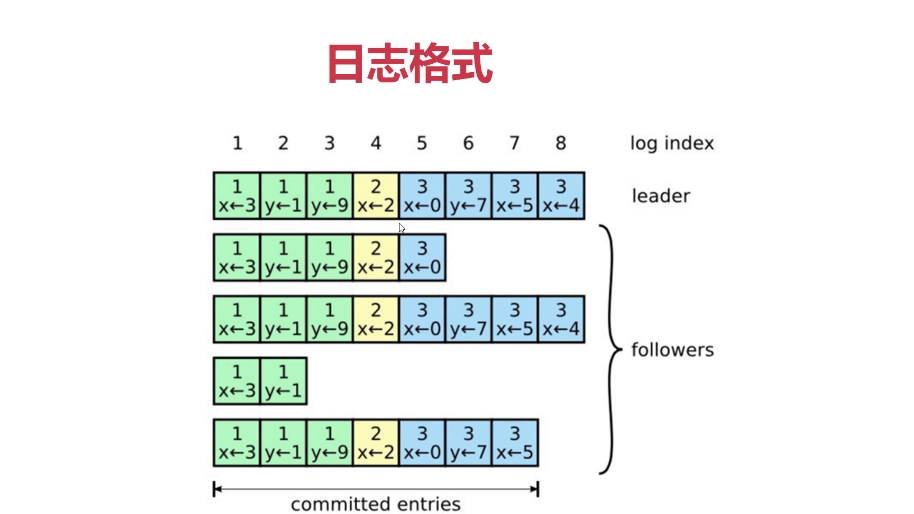 日志格式
1 2 3 4 5 6 7 8 log index
1 1 1 2 3 3 3 3
x←3 y←1 y←9 x←2 x←0 y←7 x←5 x←4
leader
1 1 1 2 3
x←3 y←1 y←9 x←2 x←0
1 1 1 2 3 3 3 3
x←3 y←1 y←9 x←2 x←0 y←7 x←5 x←4
followers
1 1
x←3 y←1
1 1 1 2 3 3 3
x←3 y←1 y←9 x←2 x←0 y←7 x←5
committed entries